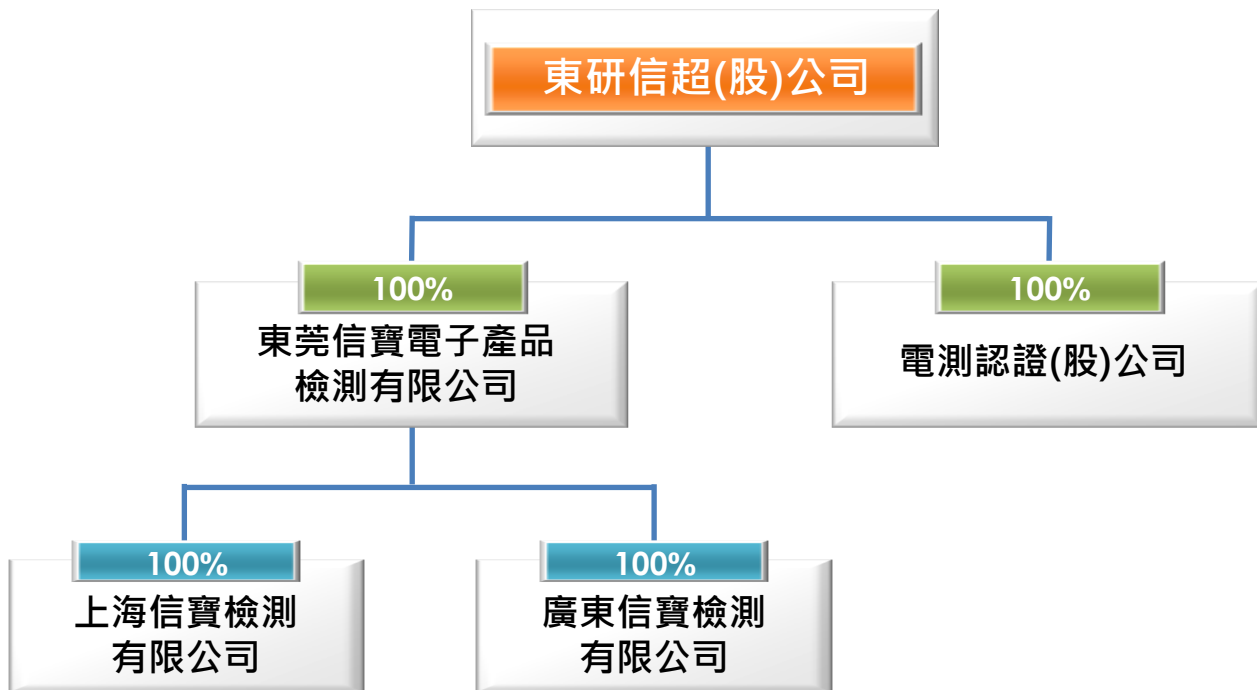 東研信超(股)公司
100%
東莞信寶電子產品
檢測有限公司
100%
電測認證(股)公司
100%
上海信寶檢測
有限公司
100%
廣東信寶檢測
有限公司